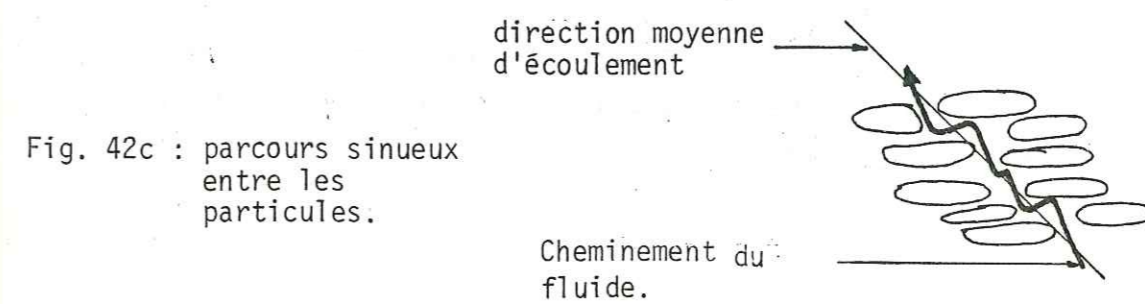 direction moyenne
d'écoulement
Fig. 42c : parcours sinueux
entre les
particules.
Cheminement du
fluide.